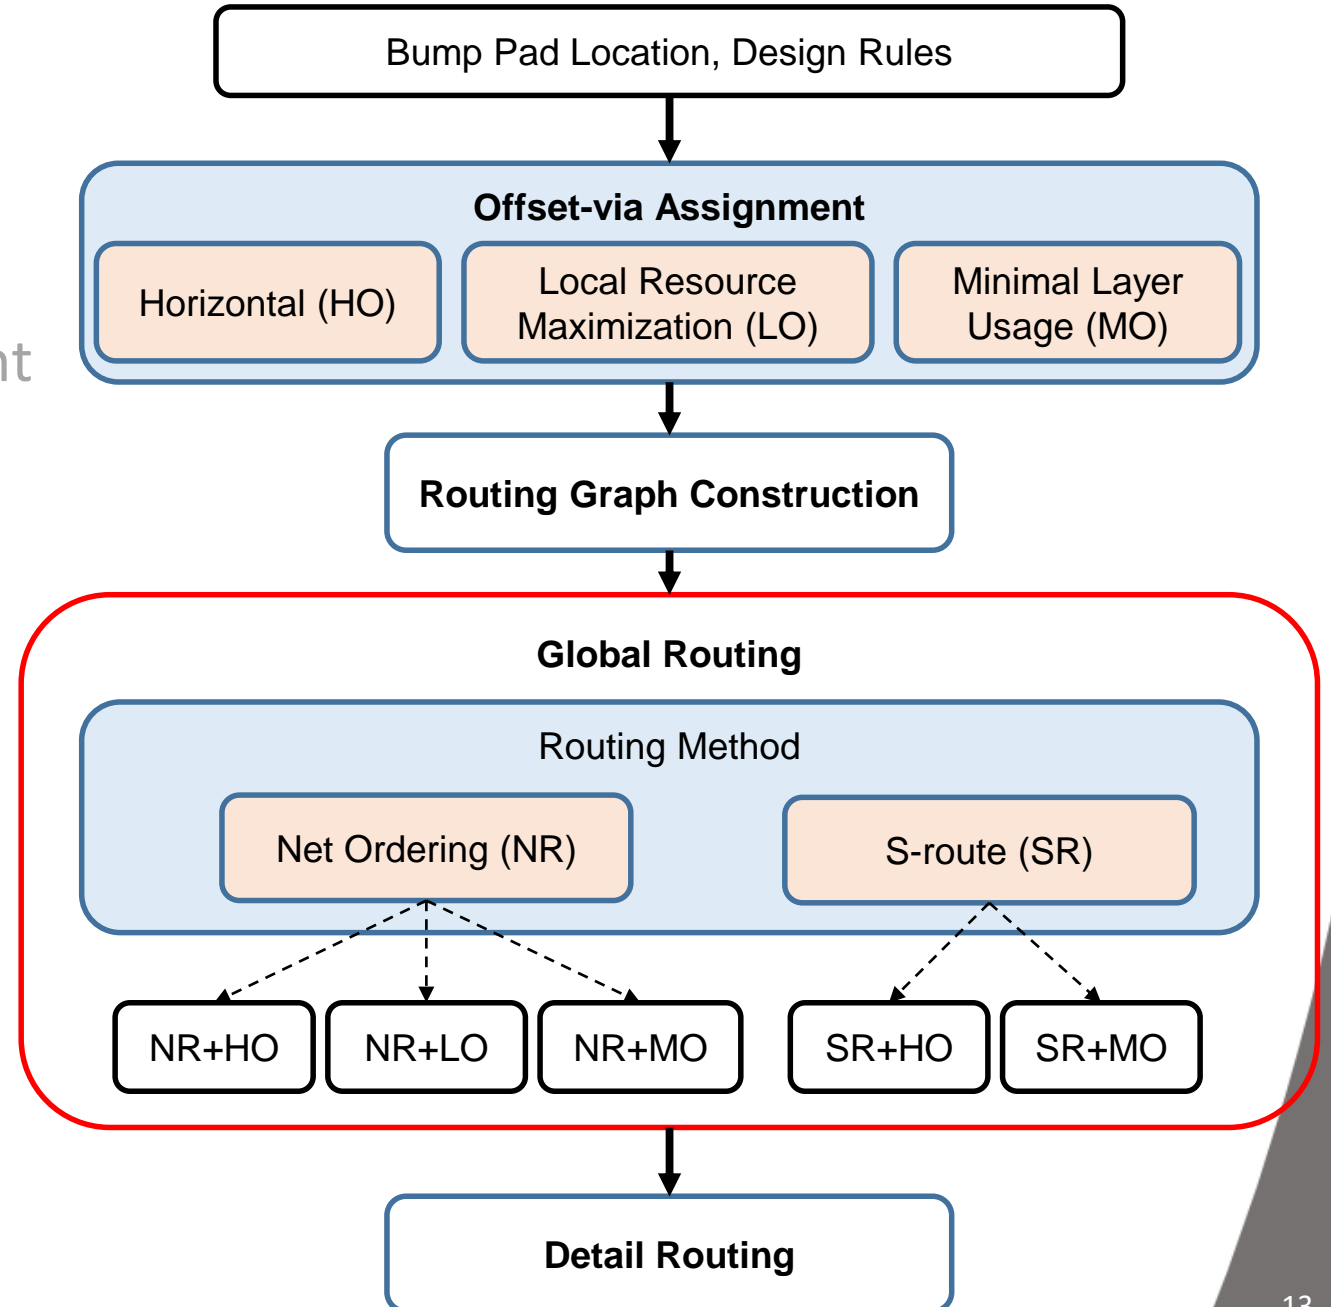 Bump Pad Location, Design Rules
Offset-via Assignment
Horizontal (HO)
Local Resource
Maximization (LO)
Minimal Layer
Usage (MO)
nt
Routing Graph Construction
Global Routing
Routing Method
Net Ordering (NR)
S-route (SR)
NR+HO
NR+LO
NR+MO
SR+HO
SR+MO
Detail Routing
13